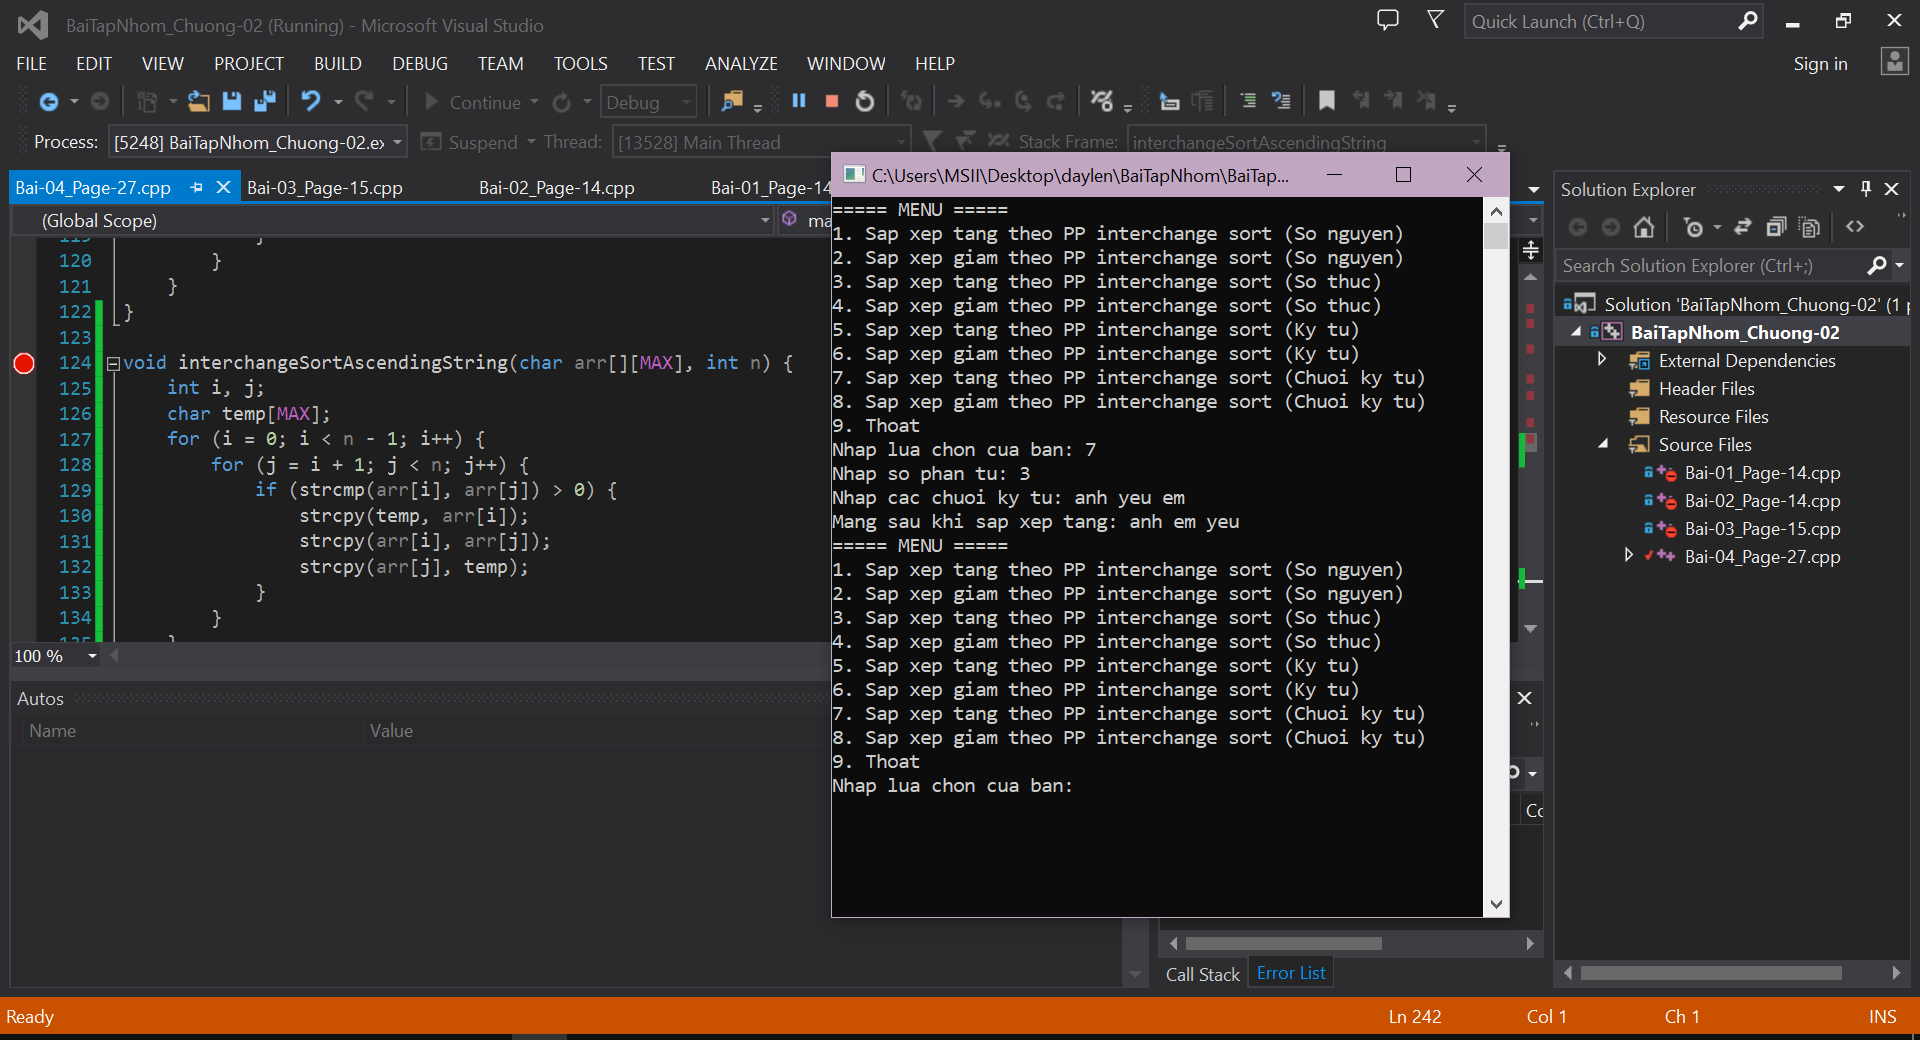 BaiTapNhom_Chuong-02 (Running) - Microsoft Visual Studio
Quick Launch (Ctrl+Q)
FILE EDIT VIEW PROJECT BUILD DEBUG TEAM TOOLS TEST ANALYZE WINDOW HELP
Sign in
Continue Debug
Process: [5248] BaiTapNhom_Chuong-02.ex Suspend Thread: [13528] Main Thread Stack Frame: interchangeSortAscendingString
Bai-04_Page-27.cpp Bai-03_Page-15.cpp Bai-02_Page-14.cpp Bai-01_Page-14
(Global Scope) ma
119 }
120 }
121 }
122 }
123
124 void interchangeSortAscendingString(char arr[][MAX], int n) {
125 int i, j;
126 char temp[MAX];
127 for (i = 0; i < n - 1; i++) {
128 for (j = i + 1; j < n; j++) {
129 if (strcmp(arr[i], arr[j]) > 0) {
130 strcpy(temp, arr[i]);
131 strcpy(arr[i], arr[j]);
132 strcpy(arr[j], temp);
133 }
134 }
135 }
100 %
Autos
Name Value
C:\Users\MSII\Desktop\daylen\BaiTapNhom\BaiTap...
===== MENU =====
1. Sap xep tang theo PP interchange sort (So nguyen)
2. Sap xep giam theo PP interchange sort (So nguyen)
3. Sap xep tang theo PP interchange sort (So thuc)
4. Sap xep giam theo PP interchange sort (So thuc)
5. Sap xep tang theo PP interchange sort (Ky tu)
6. Sap xep giam theo PP interchange sort (Ky tu)
7. Sap xep tang theo PP interchange sort (Chuoi ky tu)
8. Sap xep giam theo PP interchange sort (Chuoi ky tu)
9. Thoat
Nhap lua chon cua ban: 7
Nhap so phan tu: 3
Nhap cac chuoi ky tu: anh yeu em
Mang sau khi sap xep tang: anh em yeu
===== MENU =====
1. Sap xep tang theo PP interchange sort (So nguyen)
2. Sap xep giam theo PP interchange sort (So nguyen)
3. Sap xep tang theo PP interchange sort (So thuc)
4. Sap xep giam theo PP interchange sort (So thuc)
5. Sap xep tang theo PP interchange sort (Ky tu)
6. Sap xep giam theo PP interchange sort (Ky tu)
7. Sap xep tang theo PP interchange sort (Chuoi ky tu)
8. Sap xep giam theo PP interchange sort (Chuoi ky tu)
9. Thoat
Nhap lua chon cua ban:
Co
Call Stack Error List
Solution Explorer
Search Solution Explorer (Ctrl+;)
Solution 'BaiTapNhom_Chuong-02' (1 p
BaiTapNhom_Chuong-02
External Dependencies
Header Files
Resource Files
Source Files
Bai-01_Page-14.cpp
Bai-02_Page-14.cpp
Bai-03_Page-15.cpp
Bai-04_Page-27.cpp
Ready Ln 242 Col 1 Ch 1 INS